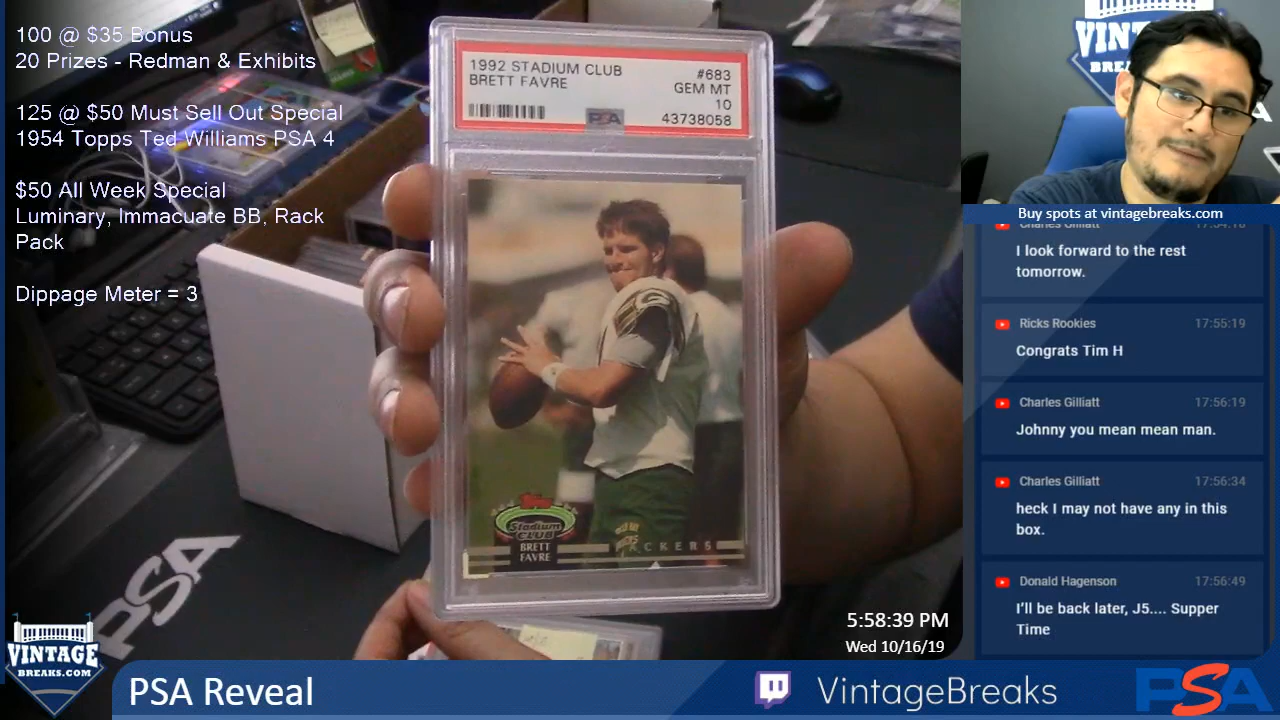 100 @ $35 Bonus
20 Prizes - Redman & Exhibits
125 @ $50 Must Sell Out Special
1954 Topps Ted Williams PSA 4
$50 All Week Special
Luminary, Immacuate BB, Rack
Pack
Dippage Meter = 3
1992 STADIUM CLUB
BRETT FAVRE
#683
GEM MT
10
43738058
PSA
Topps
Stadium
CLUB
BRETT
FAVRE
PACKERS
PSA
VINTAGE
BREAKS.COM
5:58:39 PM
Wed 10/16/19
PSA Reveal
VintageBreaks
PSA
Buy spots at vintagebreaks.com
Charles Gilliatt
I look forward to the rest
tomorrow.
Ricks Rookies 17:55:19
Congrats Tim H
Charles Gilliatt 17:56:19
Johnny you mean mean man.
Charles Gilliatt 17:56:34
heck I may not have any in this
box.
Donald Hagenson 17:56:49
I'll be back later, J5.... Supper
Time